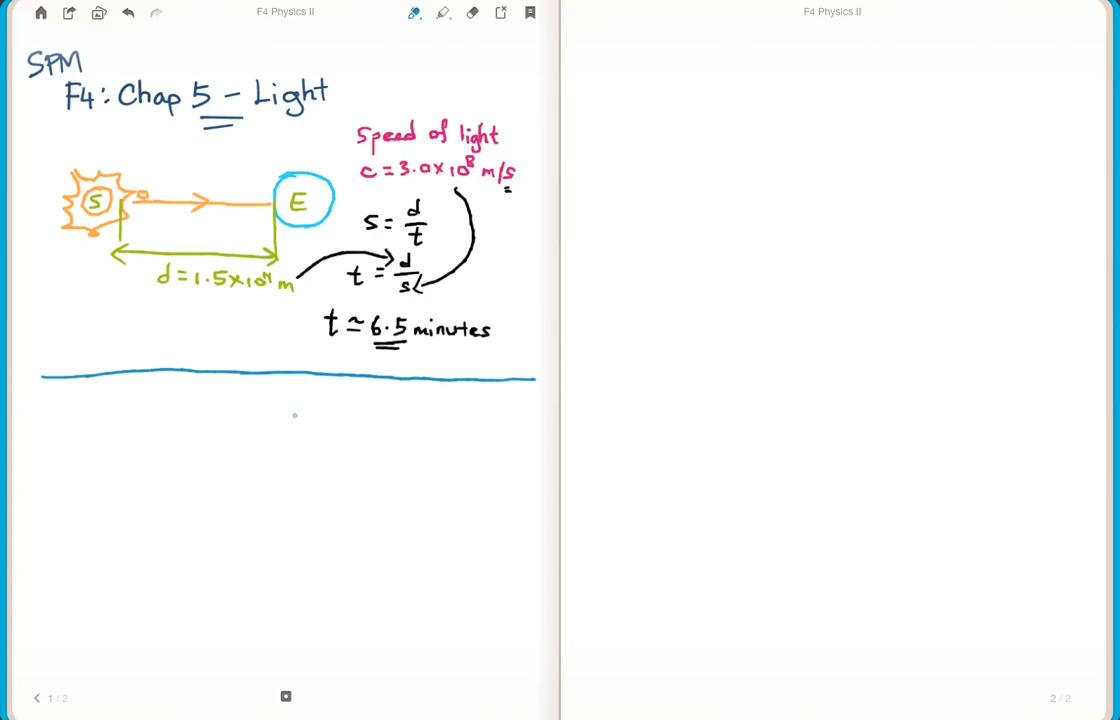 F4 Physics II
F4 Physics II
SPM
F4: Chap 5 - Light
Speed of light
c = 3.0 x 10⁸ m/s
S
E
s = d/t
d = 1.5 x 10¹¹ m
t = d/s
t ≃ 6.5 minutes
1 / 2
2 / 2